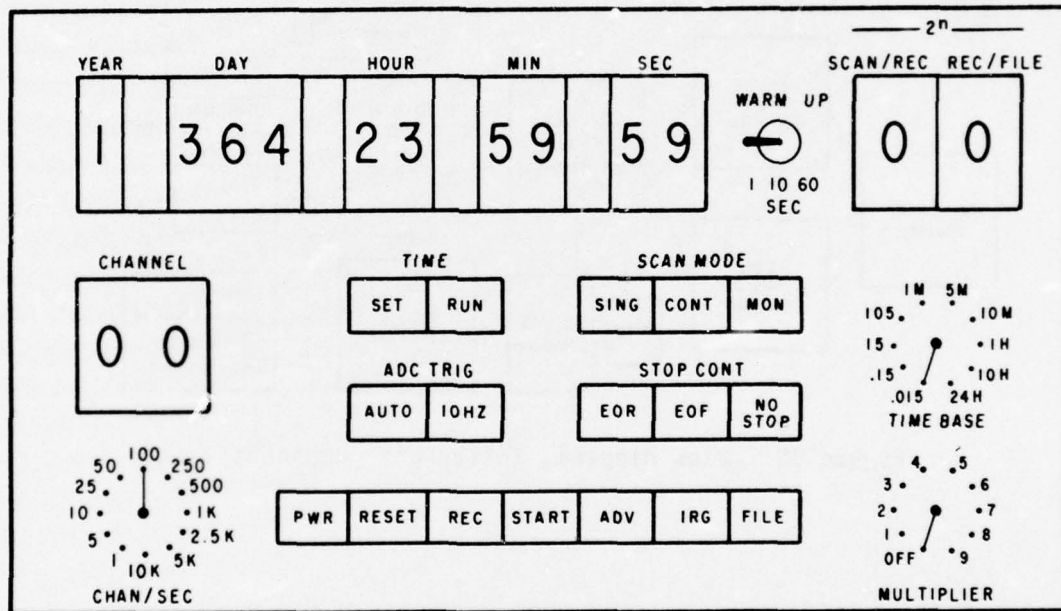 2ⁿ
YEAR DAY HOUR MIN SEC SCAN/REC REC/FILE
WARM UP
1 364 23 59 59 0 0
1 10 60
SEC
CHANNEL TIME SCAN MODE
SET RUN SING CONT MON
0 0
1M 5M
10S 10M
1S 1H
.1S 10H
.01S 24H
TIME BASE
ADC TRIG STOP CONT
AUTO 10HZ EOR EOF NO STOP
100
50 250
25 500
10 1K
5 2.5K
1 5K
10K
CHAN/SEC
4 5
3 6
2 7
1 8
OFF 9
MULTIPLIER
PWR RESET REC START ADV IRG FILE